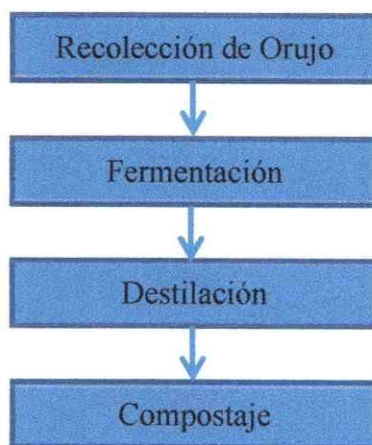 Recolección de Orujo
Fermentación
Destilación
Compostaje